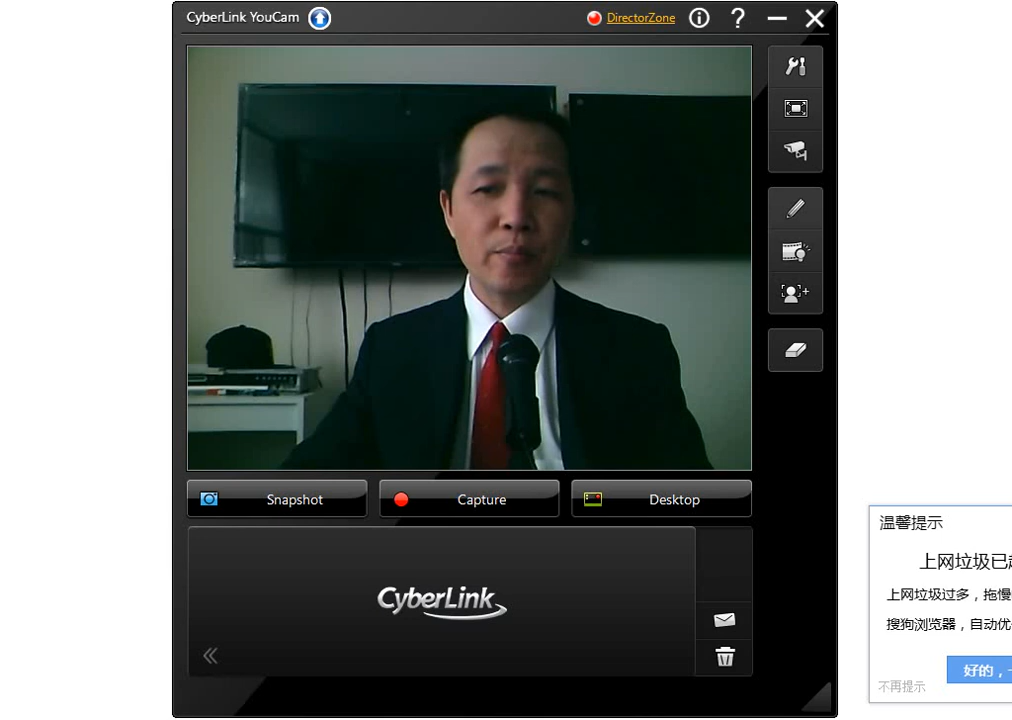 CyberLink YouCam
DirectorZone
Snapshot
Capture
Desktop
CyberLink
温馨提示
上网垃圾已
上网垃圾过多，拖慢
搜狗浏览器，自动优
好的，
不再提示